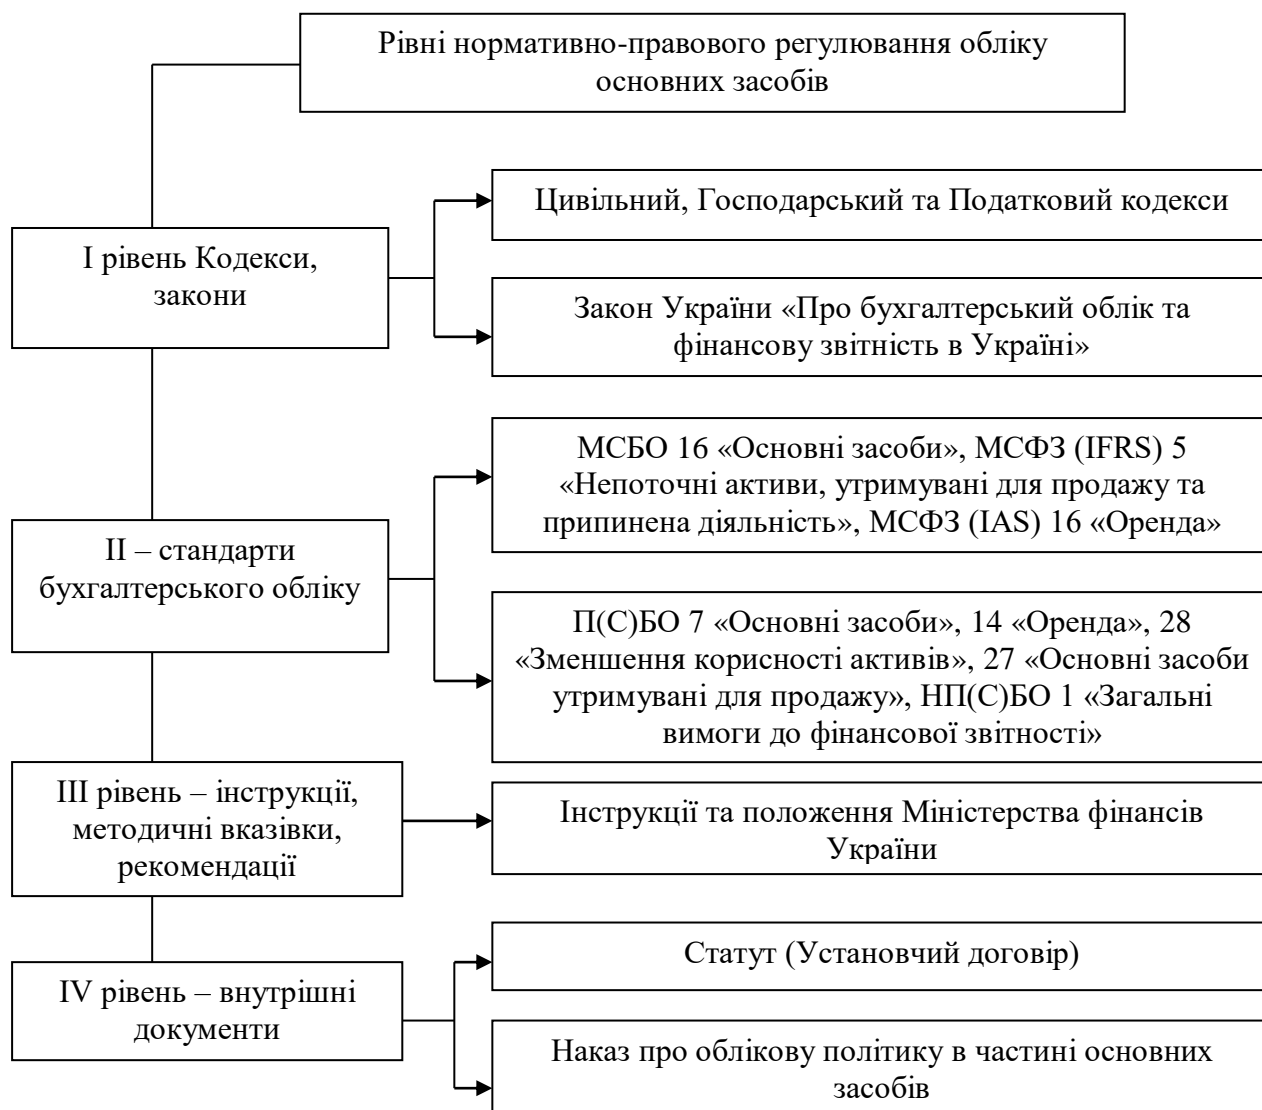 Рівні нормативно-правового регулювання обліку
основних засобів
Цивільний, Господарський та Податковий кодекси
І рівень Кодекси,
закони
Закон України «Про бухгалтерський облік та
фінансову звітність в Україні»
МСБО 16 «Основні засоби», МСФЗ (IFRS) 5
«Непоточні активи, утримувані для продажу та
припинена діяльність», МСФЗ (IAS) 16 «Оренда»
ІІ – стандарти
бухгалтерського обліку
П(С)БО 7 «Основні засоби», 14 «Оренда», 28
«Зменшення корисності активів», 27 «Основні засоби
утримувані для продажу», НП(С)БО 1 «Загальні
вимоги до фінансової звітності»
ІІІ рівень – інструкції,
методичні вказівки,
рекомендації
Інструкції та положення Міністерства фінансів
України
Статут (Установчий договір)
IV рівень – внутрішні
документи
Наказ про облікову політику в частині основних
засобів